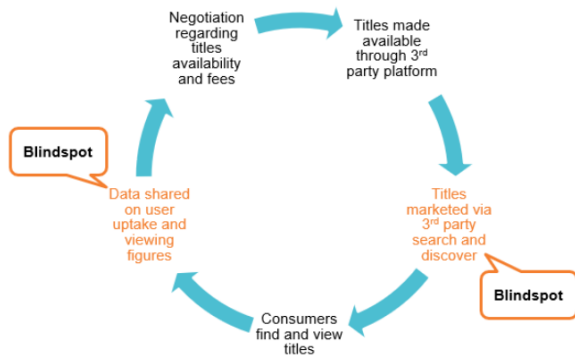 Negotiation
regarding
titles
availability
and fees
Titles made
available
through 3rd
party platform
Blindspot
Data shared
on user
uptake and
viewing
figures
Titles
marketed via
3rd party
search and
discover
Blindspot
Consumers
find and view
titles